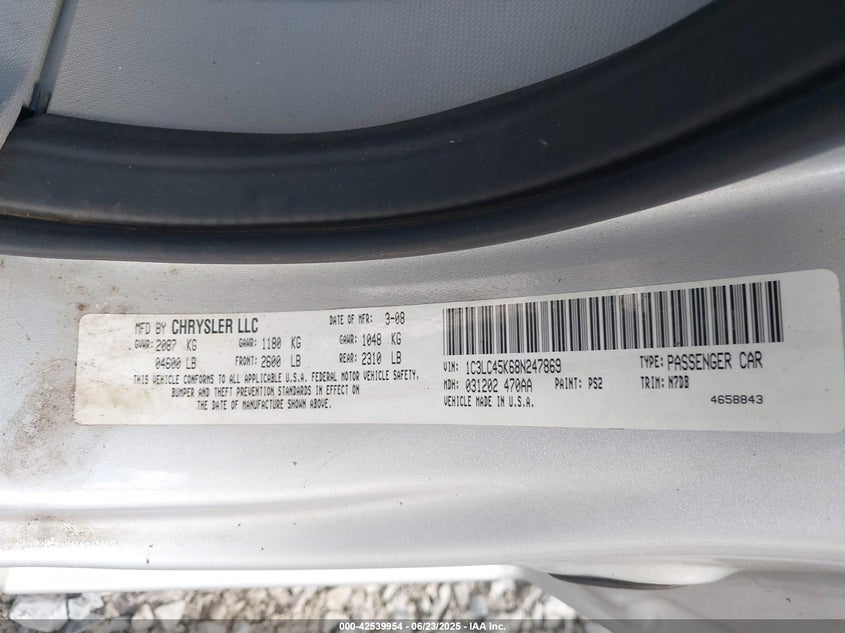 MFD BY CHRYSLER LLC DATE OF MFR: 3-08
GVWR: 2087 KG GAWR: 1180 KG GAWR: 1048 KG
04600 LB FRONT: 2600 LB REAR: 2310 LB
THIS VEHICLE CONFORMS TO ALL APPLICABLE U.S.A. FEDERAL MOTOR VEHICLE SAFETY,
BUMPER AND THEFT PREVENTION STANDARDS IN EFFECT ON
THE DATE OF MANUFACTURE SHOWN ABOVE.
VIN: 1C3LC45K68N247869 TYPE: PASSENGER CAR
MDH: 031202 470AA PAINT: PS2 TRIM: N7DB
VEHICLE MADE IN U.S.A. 4658843
000-42539954 | 06/23/2025 - IAA Inc.